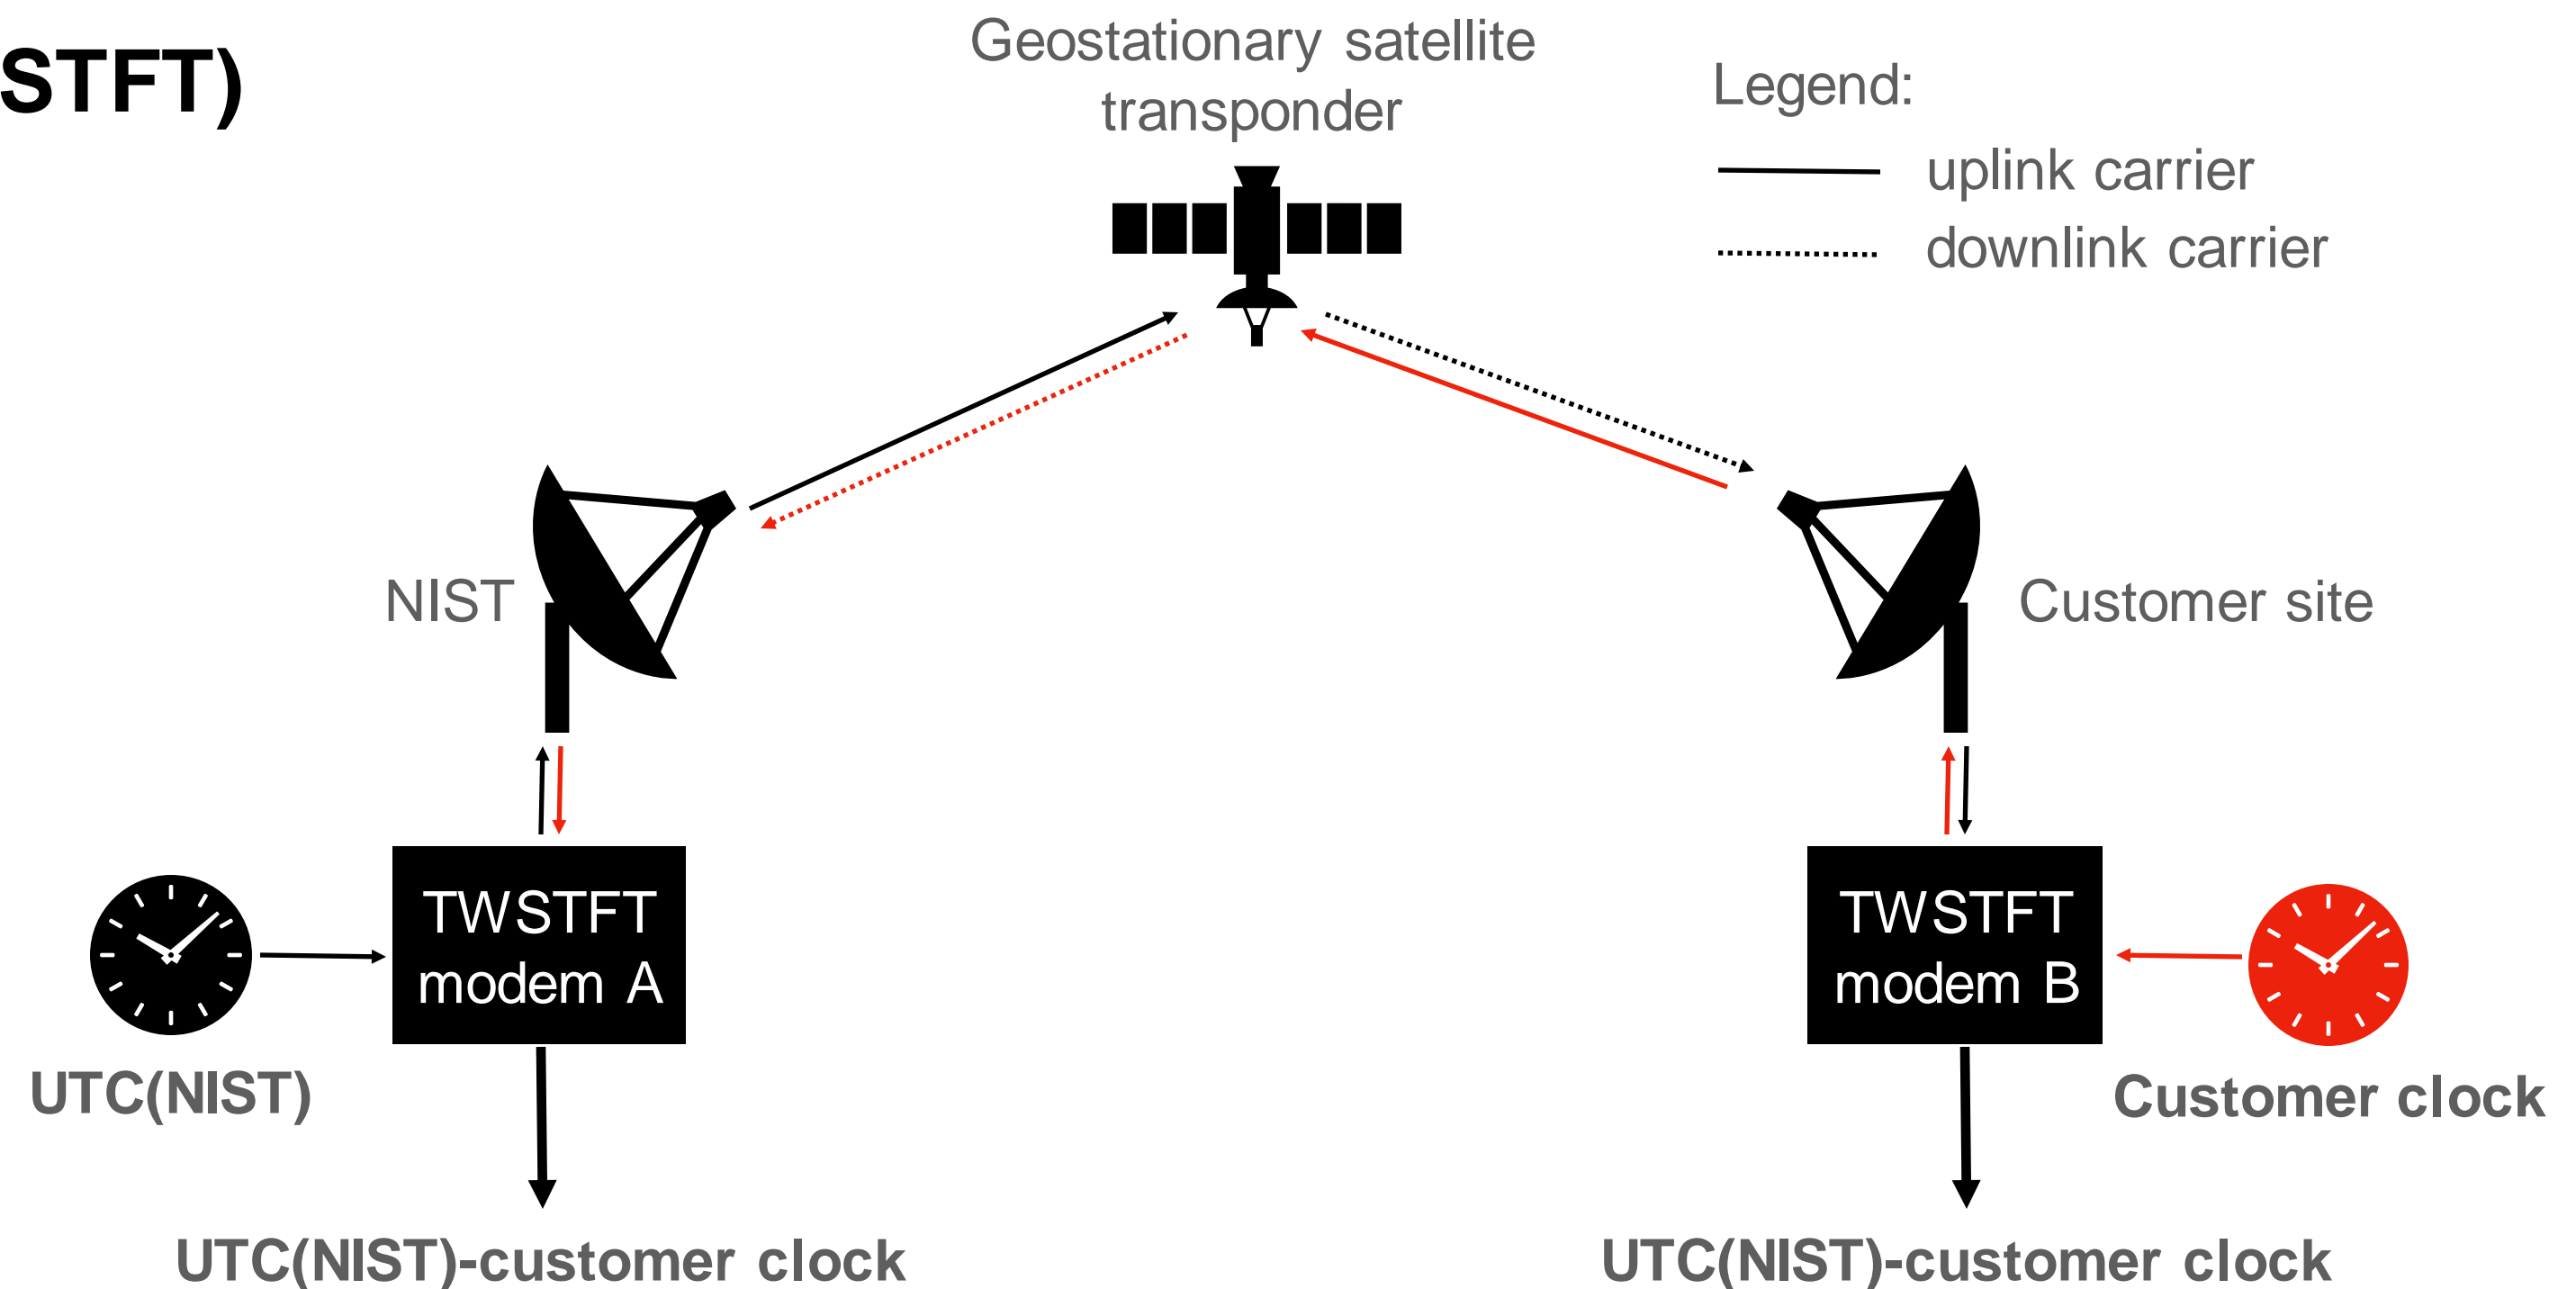 STFT)
Geostationary satellite
transponder
Legend:
uplink carrier
downlink carrier
NIST
Customer site
TWSTFT
modem A
TWSTFT
modem B
UTC(NIST)
Customer clock
UTC(NIST)-customer clock
UTC(NIST)-customer clock